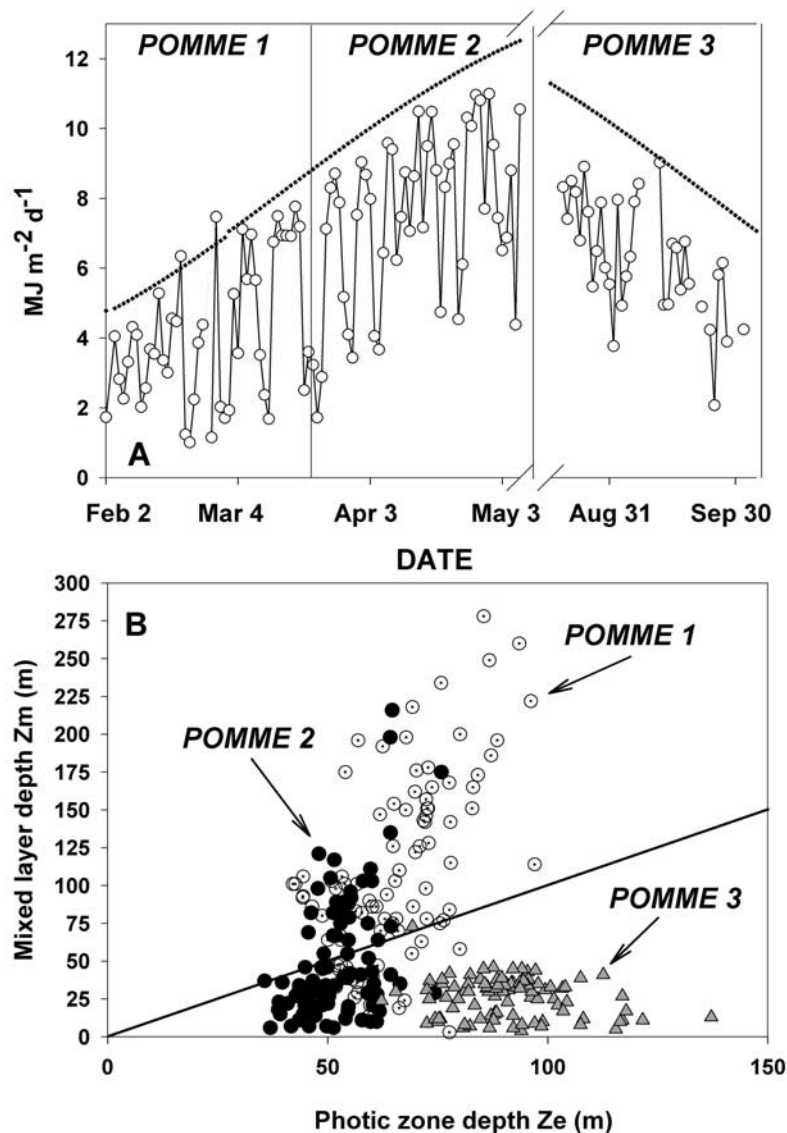 POMME 1 POMME 2 POMME 3
12
10
8
6
4
2
0
MJ m⁻² d⁻¹
A
Feb 2 Mar 4 Apr 3 May 3 Aug 31 Sep 30
DATE
300
275
250
225
200
175
150
125
100
75
50
25
0
Mixed layer depth Zm (m)
B
POMME 1
POMME 2
POMME 3
0 50 100 150
Photic zone depth Ze (m)